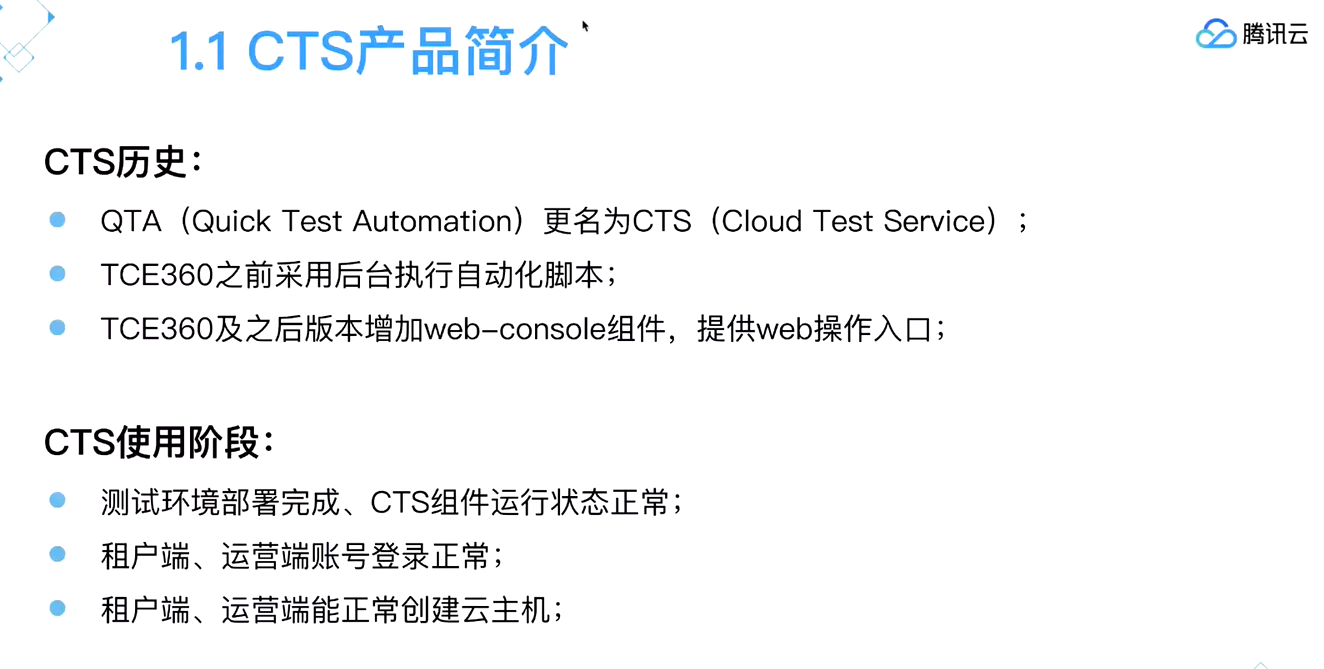 1.1 CTS产品简介
腾讯云
CTS历史：
QTA（Quick Test Automation）更名为CTS（Cloud Test Service）；
TCE360之前采用后台执行自动化脚本；
TCE360及之后版本增加web-console组件，提供web操作入口；
CTS使用阶段：
测试环境部署完成、CTS组件运行状态正常；
租户端、运营端账号登录正常；
租户端、运营端能正常创建云主机；